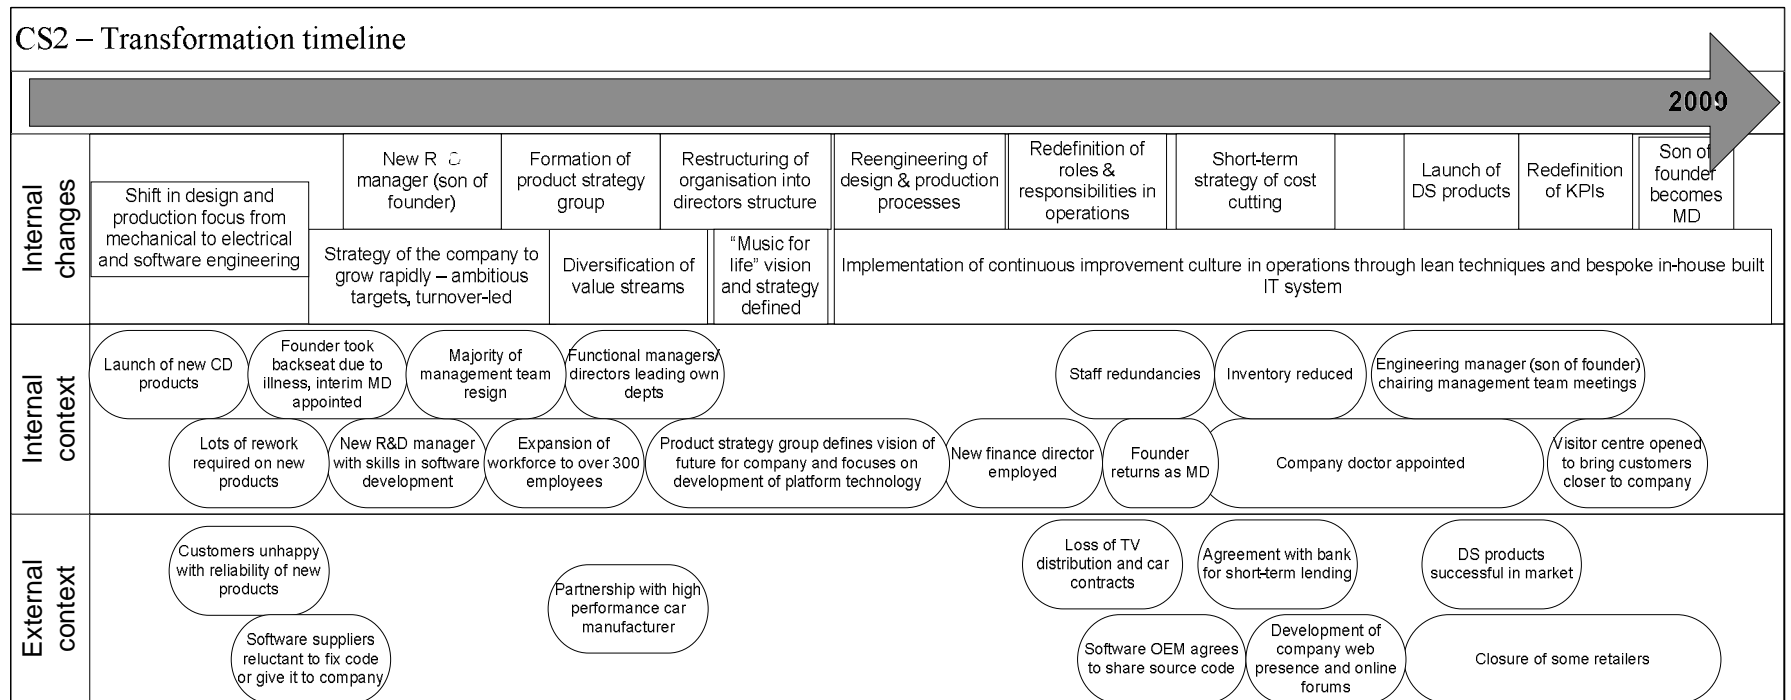 CS2 – Transformation timeline
2009
Internal
changes
Shift in design and
production focus from
mechanical to electrical
and software engineering
New R
manager (son of
founder)
Formation of
product strategy
group
Restructuring of
organisation into
directors structure
Reengineering of
design & production
processes
Redefinition of
roles &
responsibilities in
operations
Short-term
strategy of cost
cutting
Launch of
DS products
Redefinition
of KPIs
Son of
founder
becomes
MD
Strategy of the company to
grow rapidly – ambitious
targets, turnover-led
Diversification of
value streams
“Music for
life” vision
and strategy
defined
Implementation of continuous improvement culture in operations through lean techniques and bespoke in-house built
IT system
Internal
context
Launch of new CD
products
Founder took
backseat due to
illness, interim MD
appointed
Majority of
management team
resign
Functional managers/
directors leading own
depts
Staff redundancies
Inventory reduced
Engineering manager (son of founder)
chairing management team meetings
Lots of rework
required on new
products
New R&D manager
with skills in software
development
Expansion of
workforce to over 300
employees
Product strategy group defines vision of
future for company and focuses on
development of platform technology
New finance director
employed
Founder
returns as MD
Company doctor appointed
Visitor centre opened
to bring customers
closer to company
External
context
Customers unhappy
with reliability of new
products
Partnership with high
performance car
manufacturer
Loss of TV
distribution and car
contracts
Agreement with bank
for short-term lending
DS products
successful in market
Software suppliers
reluctant to fix code
or give it to company
Software OEM agrees
to share source code
Development of
company web
presence and online
forums
Closure of some retailers